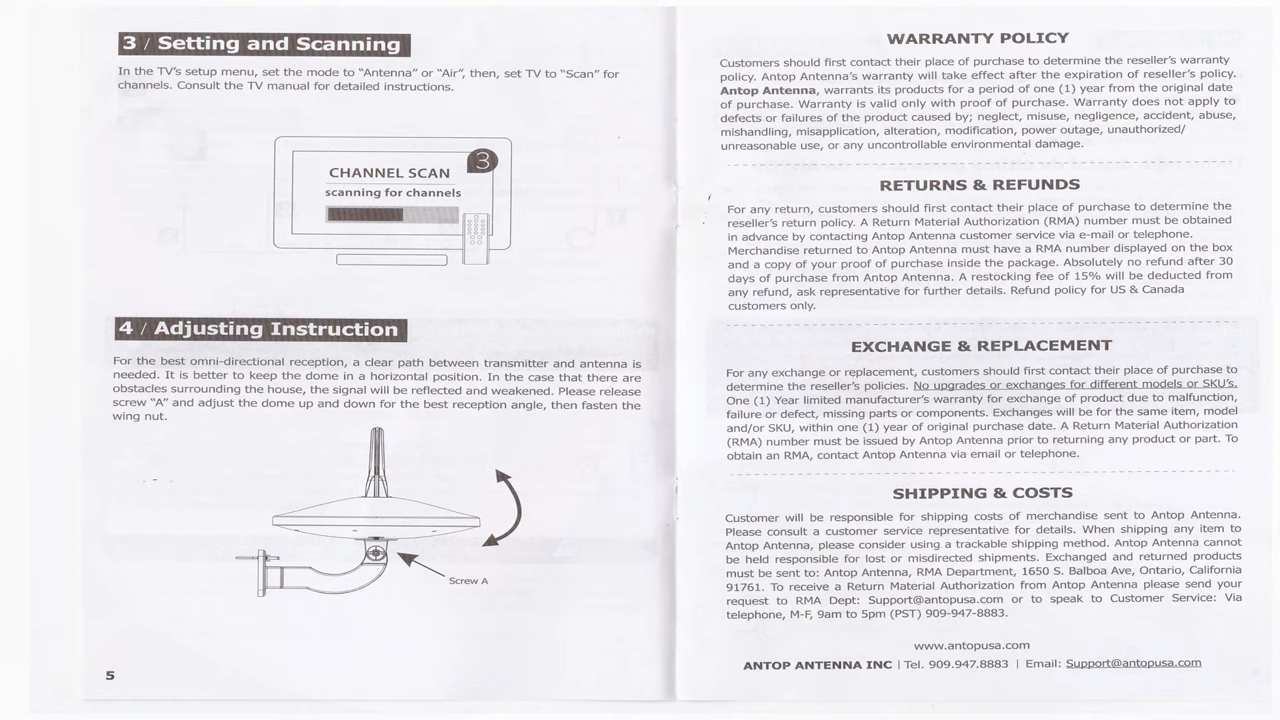 3 / Setting and Scanning
In the TV's setup menu, set the mode to "Antenna" or "Air", then, set TV to "Scan" for
channels. Consult the TV manual for detailed instructions.
3
CHANNEL SCAN
scanning for channels
4 / Adjusting Instruction
For the best omni-directional reception, a clear path between transmitter and antenna is
needed. It is better to keep the dome in a horizontal position. In the case that there are
obstacles surrounding the house, the signal will be reflected and weakened. Please release
screw "A" and adjust the dome up and down for the best reception angle, then fasten the
wing nut.
Screw A
5
WARRANTY POLICY
Customers should first contact their place of purchase to determine the reseller's warranty
policy. Antop Antenna's warranty will take effect after the expiration of reseller's policy.
Antop Antenna, warrants its products for a period of one (1) year from the original date
of purchase. Warranty is valid only with proof of purchase. Warranty does not apply to
defects or failures of the product caused by; neglect, misuse, negligence, accident, abuse,
mishandling, misapplication, alteration, modification, power outage, unauthorized/
unreasonable use, or any uncontrollable environmental damage.
RETURNS & REFUNDS
For any return, customers should first contact their place of purchase to determine the
reseller's return policy. A Return Material Authorization (RMA) number must be obtained
in advance by contacting Antop Antenna customer service via e-mail or telephone.
Merchandise returned to Antop Antenna must have a RMA number displayed on the box
and a copy of your proof of purchase inside the package. Absolutely no refund after 30
days of purchase from Antop Antenna. A restocking fee of 15% will be deducted from
any refund, ask representative for further details. Refund policy for US & Canada
customers only.
EXCHANGE & REPLACEMENT
For any exchange or replacement, customers should first contact their place of purchase to
determine the reseller's policies. No upgrades or exchanges for different models or SKU's.
One (1) Year limited manufacturer's warranty for exchange of product due to malfunction,
failure or defect, missing parts or components. Exchanges will be for the same item, model
and/or SKU, within one (1) year of original purchase date. A Return Material Authorization
(RMA) number must be issued by Antop Antenna prior to returning any product or part. To
obtain an RMA, contact Antop Antenna via email or telephone.
SHIPPING & COSTS
Customer will be responsible for shipping costs of merchandise sent to Antop Antenna.
Please consult a customer service representative for details. When shipping any item to
Antop Antenna, please consider using a trackable shipping method. Antop Antenna cannot
be held responsible for lost or misdirected shipments. Exchanged and returned products
must be sent to: Antop Antenna, RMA Department, 1650 S. Balboa Ave, Ontario, California
91761. To receive a Return Material Authorization from Antop Antenna please send your
request to RMA Dept: Support@antopusa.com or to speak to Customer Service: Via
telephone, M-F, 9am to 5pm (PST) 909-947-8883.
www.antopusa.com
ANTOP ANTENNA INC | Tel. 909.947.8883 | Email: Support@antopusa.com